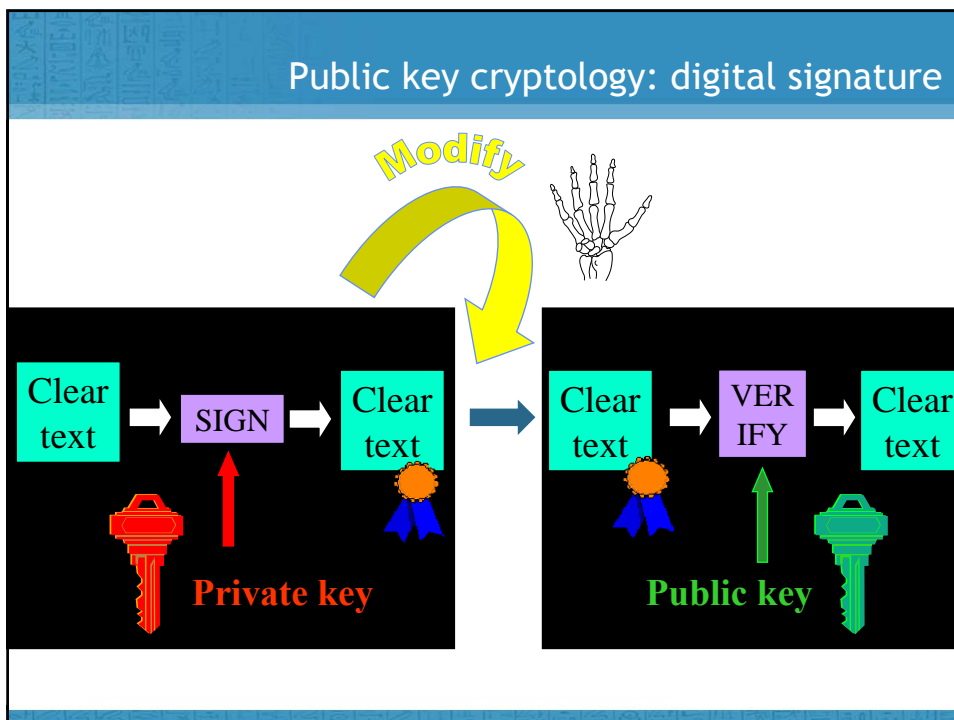 Public key cryptology: digital signature
Modify
Clear
text
SIGN
Clear
text
Private key
Clear
text
VER
IFY
Clear
text
Public key